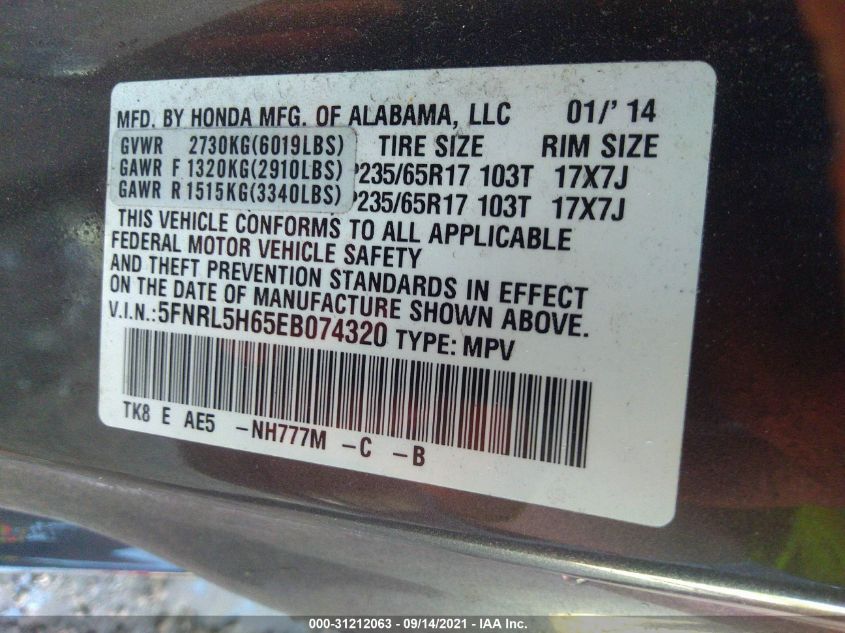 MFD. BY HONDA MFG. OF ALABAMA, LLC 01/' 14
GVWR 2730KG(6019LBS) TIRE SIZE RIM SIZE
GAWR F 1320KG(2910LBS) P235/65R17 103T 17X7J
GAWR R 1515KG(3340LBS) P235/65R17 103T 17X7J
THIS VEHICLE CONFORMS TO ALL APPLICABLE
FEDERAL MOTOR VEHICLE SAFETY
AND THEFT PREVENTION STANDARDS IN EFFECT
ON THE DATE OF MANUFACTURE SHOWN ABOVE.
V.I.N.:5FNRL5H65EB074320 TYPE: MPV
TK8 E AE5 -NH777M -C -B
000-31212063 - 09/14/2021 - IAA Inc.